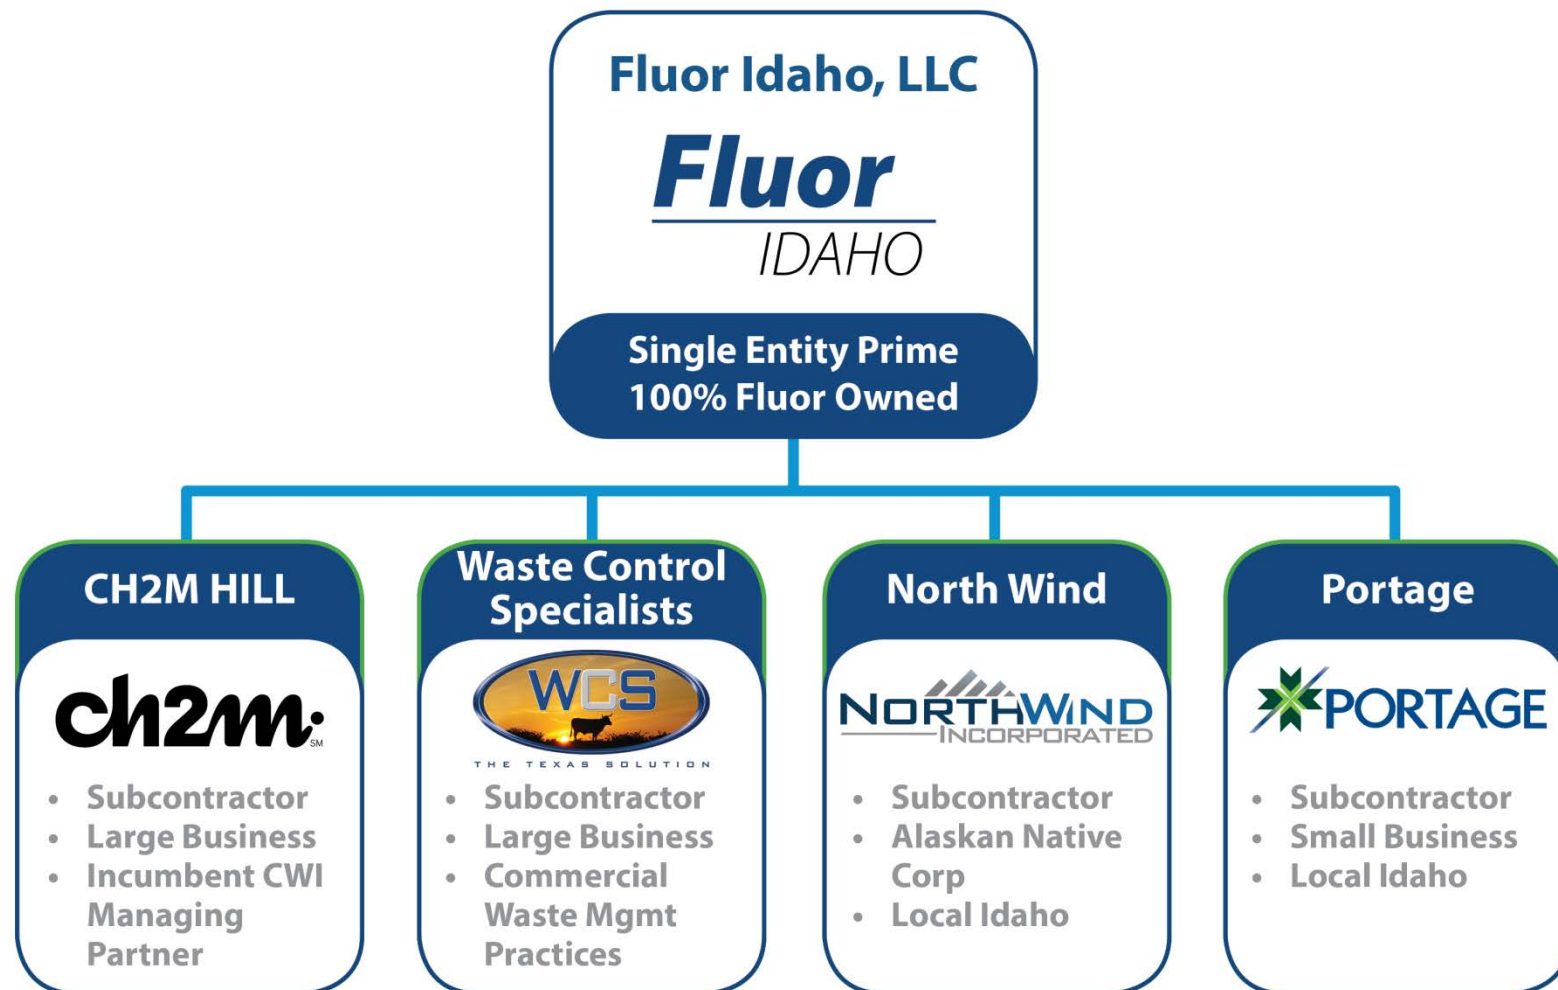 Fluor Idaho, LLC
Fluor
IDAHO
Single Entity Prime
100% Fluor Owned
CH2M HILL
ch2m:
SM
• Subcontractor
• Large Business
• Incumbent CWI
Managing
Partner
Waste Control
Specialists
WCS
THE TEXAS SOLUTION
• Subcontractor
• Large Business
• Commercial
Waste Mgmt
Practices
North Wind
NORTHWIND
INCORPORATED
• Subcontractor
• Alaskan Native
Corp
• Local Idaho
Portage
PORTAGE
• Subcontractor
• Small Business
• Local Idaho